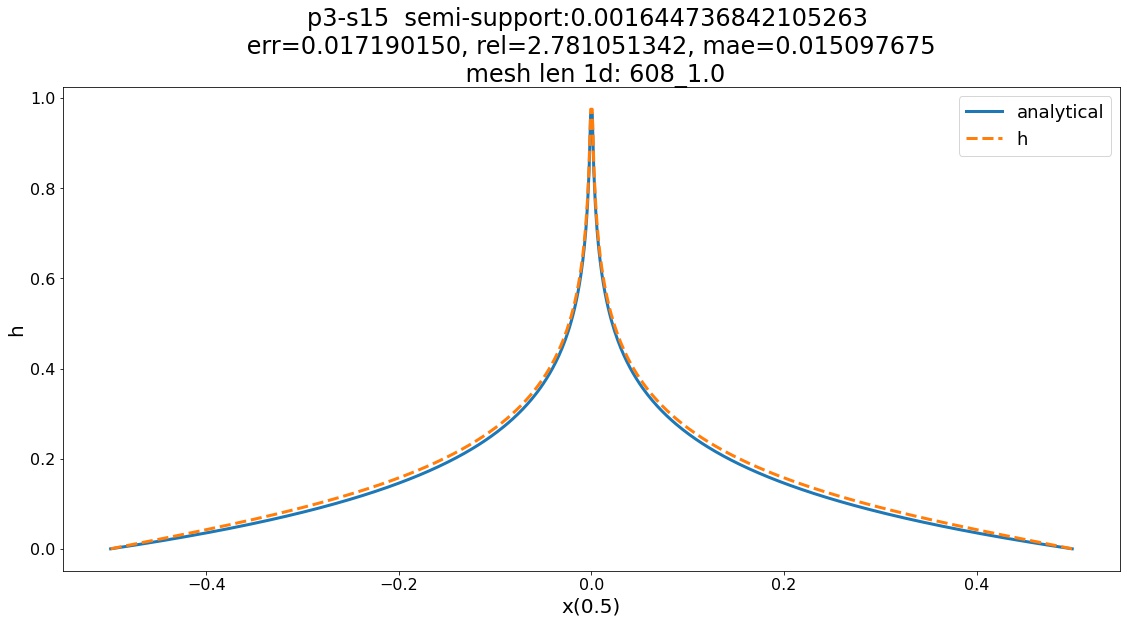 p3-s15  semi-support:0.001644736842105263
err=0.017190150, rel=2.781051342, mae=0.015097675
mesh len 1d: 608_1.0
analytical
h
h
1.0
0.8
0.6
0.4
0.2
0.0
−0.4
−0.2
0.0
0.2
0.4
x(0.5)